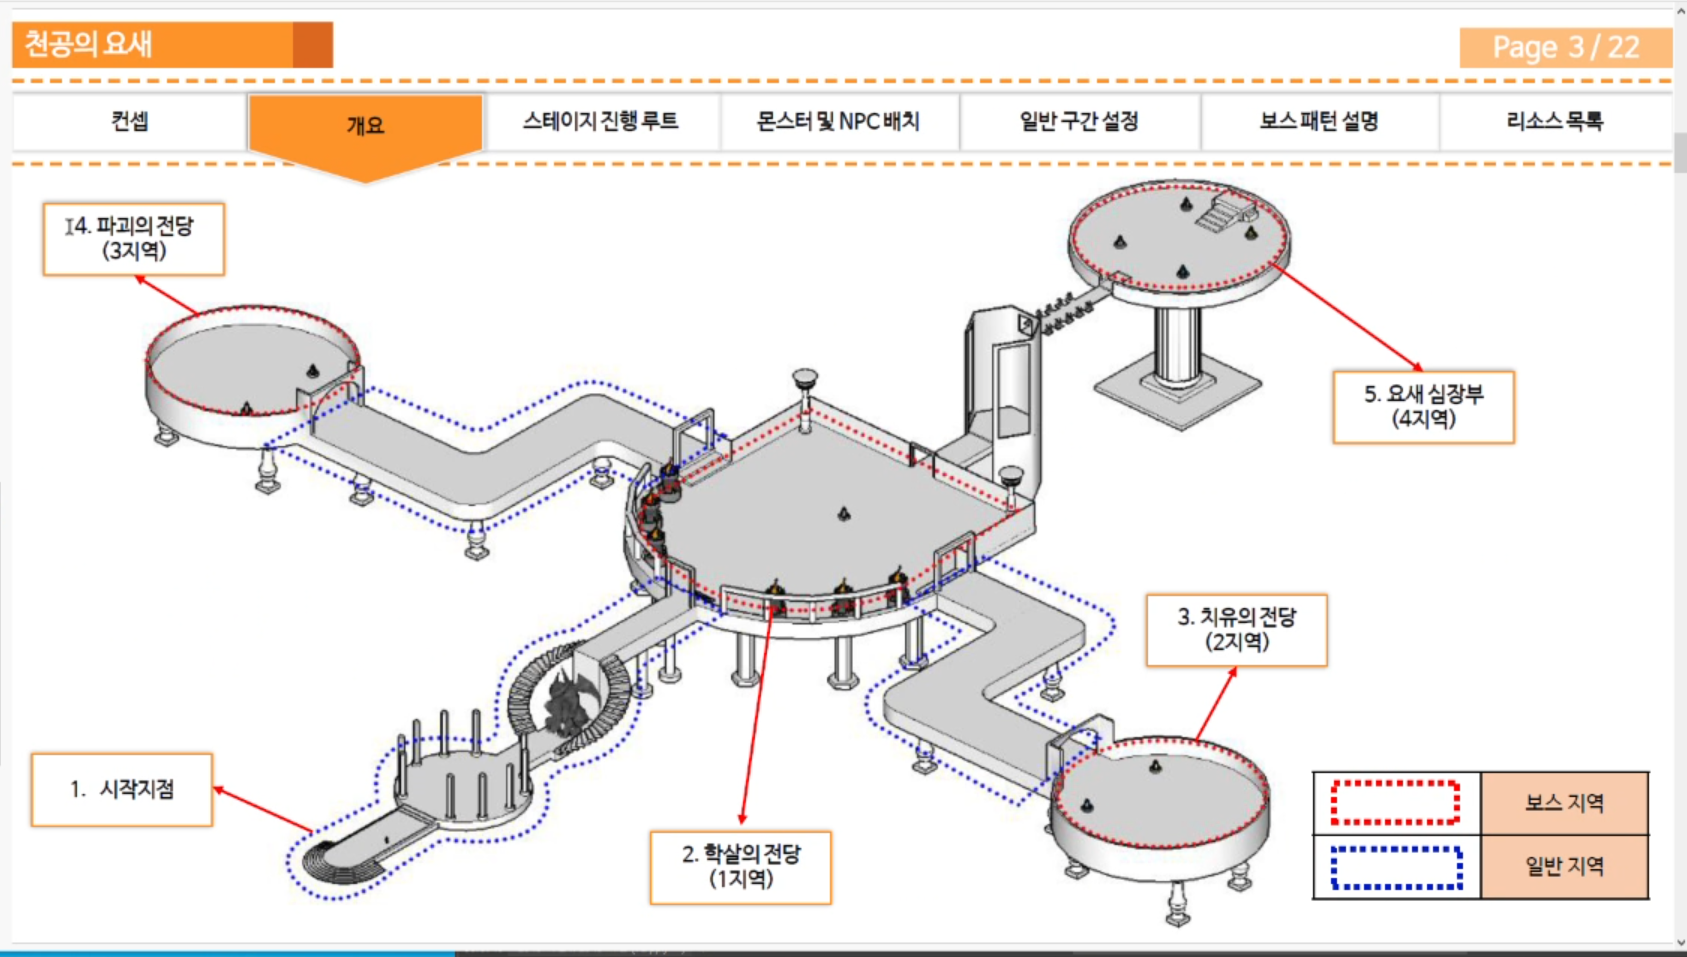 천공의 요새
Page 3 / 22
컨셉
개요
스테이지 진행 루트
몬스터 및 NPC 배치
일반 구간 설정
보스 패턴 설명
리소스 목록
4. 파괴의 전당
(3지역)
5. 요새 심장부
(4지역)
3. 치유의 전당
(2지역)
1. 시작지점
2. 학살의 전당
(1지역)
보스 지역
일반 지역